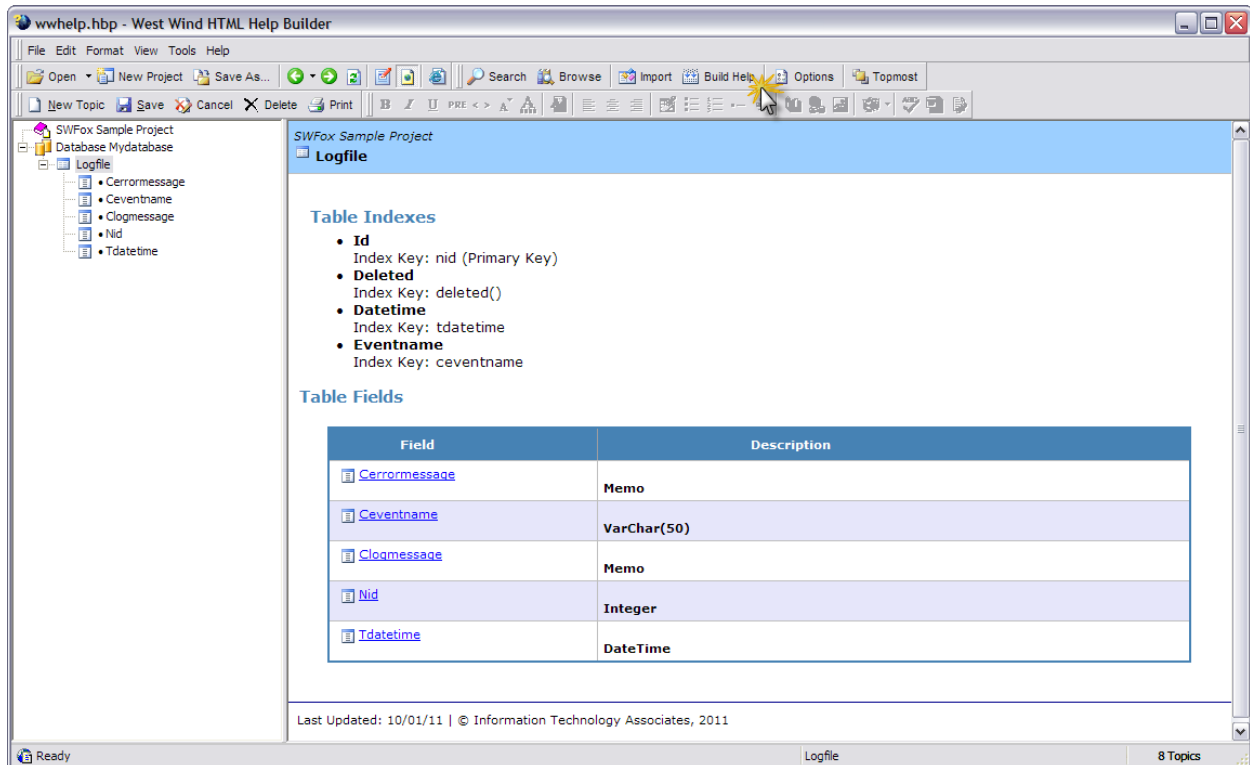 wwhelp.hbp - West Wind HTML Help Builder
File Edit Format View Tools Help
Open New Project Save As... Search Browse Import Build Help Options Topmost
New Topic Save Cancel Delete Print B I U PRE < > A A
SWFox Sample Project
Database Mydatabase
Logfile
• Cerrormessage
• Ceventname
• Clogmessage
• Nid
• Tdatetime
SWFox Sample Project
Logfile
Table Indexes
• Id
Index Key: nid (Primary Key)
• Deleted
Index Key: deleted()
• Datetime
Index Key: tdatetime
• Eventname
Index Key: ceventname
Table Fields
Field Description
Cerrormessage
Memo
Ceventname
VarChar(50)
Clogmessage
Memo
Nid
Integer
Tdatetime
DateTime
Last Updated: 10/01/11 | © Information Technology Associates, 2011
Ready Logfile 8 Topics